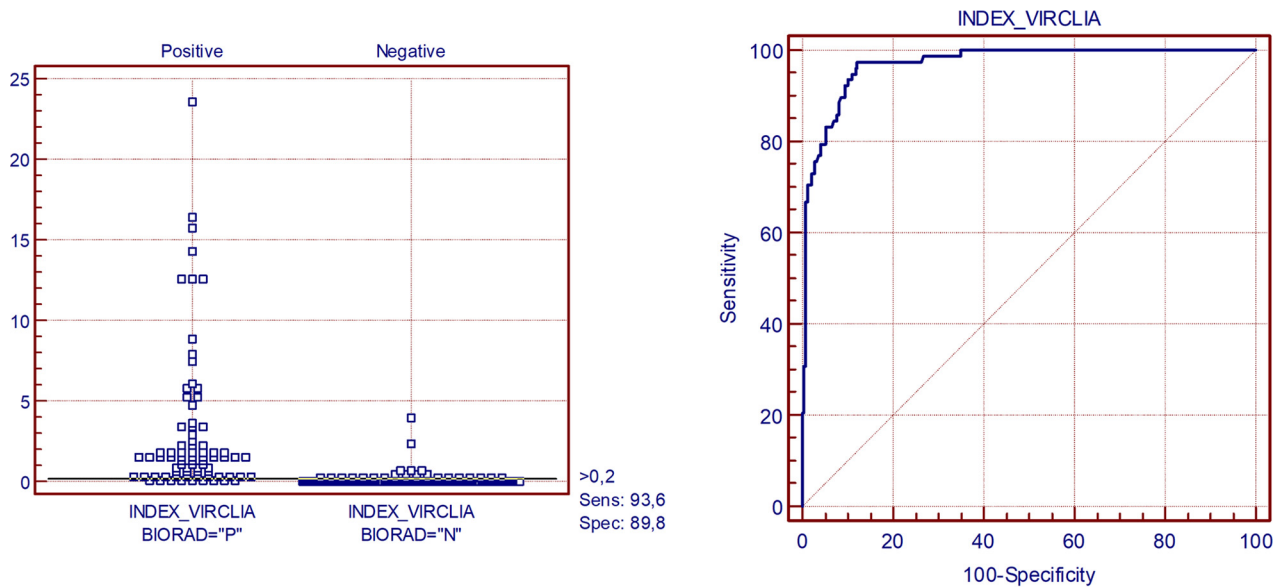 Positive
Negative
25
20
15
10
5
0
INDEX_VIRCLIA
BIORAD="P"
INDEX_VIRCLIA
BIORAD="N"
>0,2
Sens: 93,6
Spec: 89,8
INDEX_VIRCLIA
Sensitivity
100
80
60
40
20
0
0
20
40
60
80
100
100-Specificity